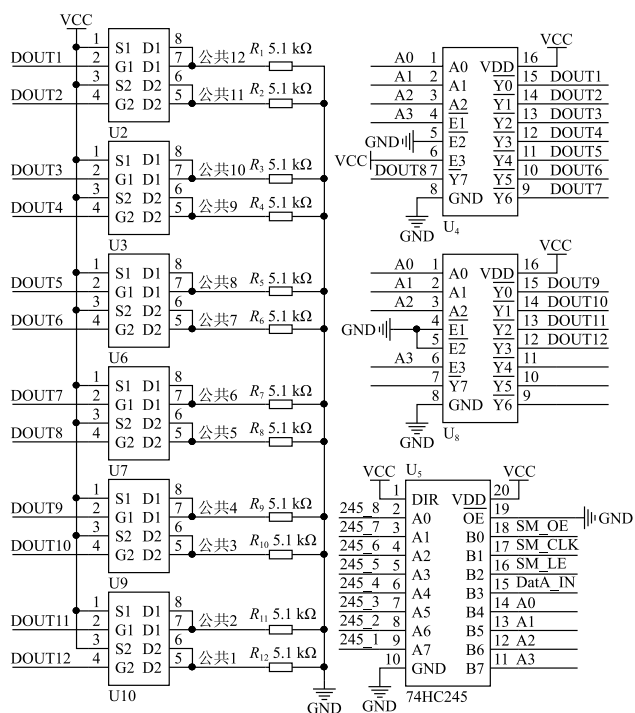 VCC
1 S1 D1 8
DOUT1 2 G1 D1 7 公共12 R1 5.1 kΩ
3 S2 D2 6
DOUT2 4 G2 D2 5 公共11 R2 5.1 kΩ
U2
1 S1 D1 8
DOUT3 2 G1 D1 7 公共10 R3 5.1 kΩ
3 S2 D2 6
DOUT4 4 G2 D2 5 公共9 R4 5.1 kΩ
U3
1 S1 D1 8
DOUT5 2 G1 D1 7 公共8 R5 5.1 kΩ
3 S2 D2 6
DOUT6 4 G2 D2 5 公共7 R6 5.1 kΩ
U6
1 S1 D1 8
DOUT7 2 G1 D1 7 公共6 R7 5.1 kΩ
3 S2 D2 6
DOUT8 4 G2 D2 5 公共5 R8 5.1 kΩ
U7
1 S1 D1 8
DOUT9 2 G1 D1 7 公共4 R9 5.1 kΩ
3 S2 D2 6
DOUT10 4 G2 D2 5 公共3 R10 5.1 kΩ
U9
1 S1 D1 8
DOUT11 2 G1 D1 7 公共2 R11 5.1 kΩ
3 S2 D2 6
DOUT12 4 G2 D2 5 公共1 R12 5.1 kΩ
U10
GND
VCC
A0 1 A0 VDD 16
A1 2 A1 Y0 15 DOUT1
A2 3 A2 Y1 14 DOUT2
A3 4 E1 Y2 13 DOUT3
GND 5 E2 Y3 12 DOUT4
VCC 6 E3 Y4 11 DOUT5
DOUT8 7 Y7 Y5 10 DOUT6
8 GND Y6 9 DOUT7
GND
U4
VCC
A0 1 A0 VDD 16
A1 2 A1 Y0 15 DOUT9
A2 3 A2 Y1 14 DOUT10
GND 4 E1 Y2 13 DOUT11
5 E2 Y3 12 DOUT12
A3 6 E3 Y4 11
7 Y7 Y5 10
8 GND Y6 9
GND
U8
U5
VCC VCC
1 DIR VDD 20
245_8 2 A0 OE 19 GND
245_7 3 A1 B0 18 SM_OE
245_6 4 A2 B1 17 SM_CLK
245_5 5 A3 B2 16 SM_LE
245_4 6 A4 B3 15 DatA_IN
245_3 7 A5 B4 14 A0
245_2 8 A6 B5 13 A1
245_1 9 A7 B6 12 A2
10 GND B7 11 A3
GND
74HC245